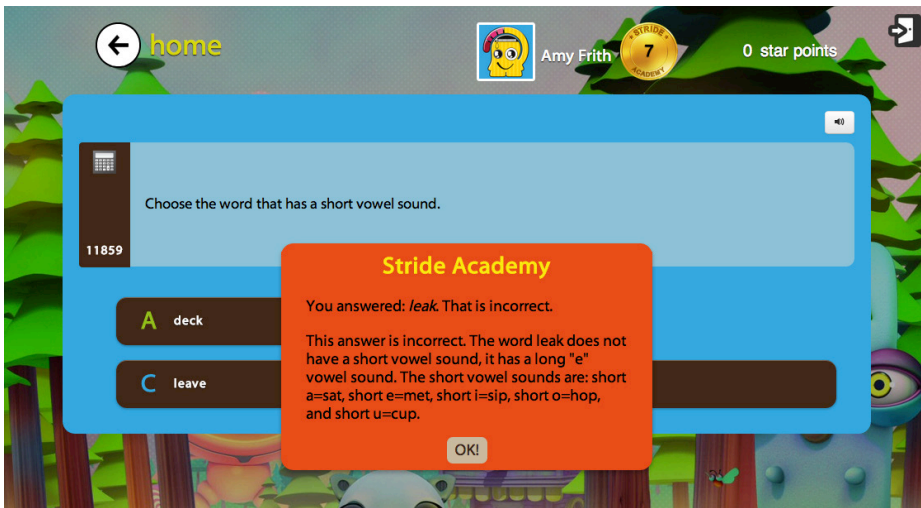 home
Amy Frith
STRIDE
7
ACADEMY
0 star points
Choose the word that has a short vowel sound.
11859
Stride Academy
You answered: leak. That is incorrect.
This answer is incorrect. The word leak does not
have a short vowel sound, it has a long "e"
vowel sound. The short vowel sounds are: short
a=sat, short e=met, short i=sip, short o=hop,
and short u=cup.
OK!
A deck
C leave